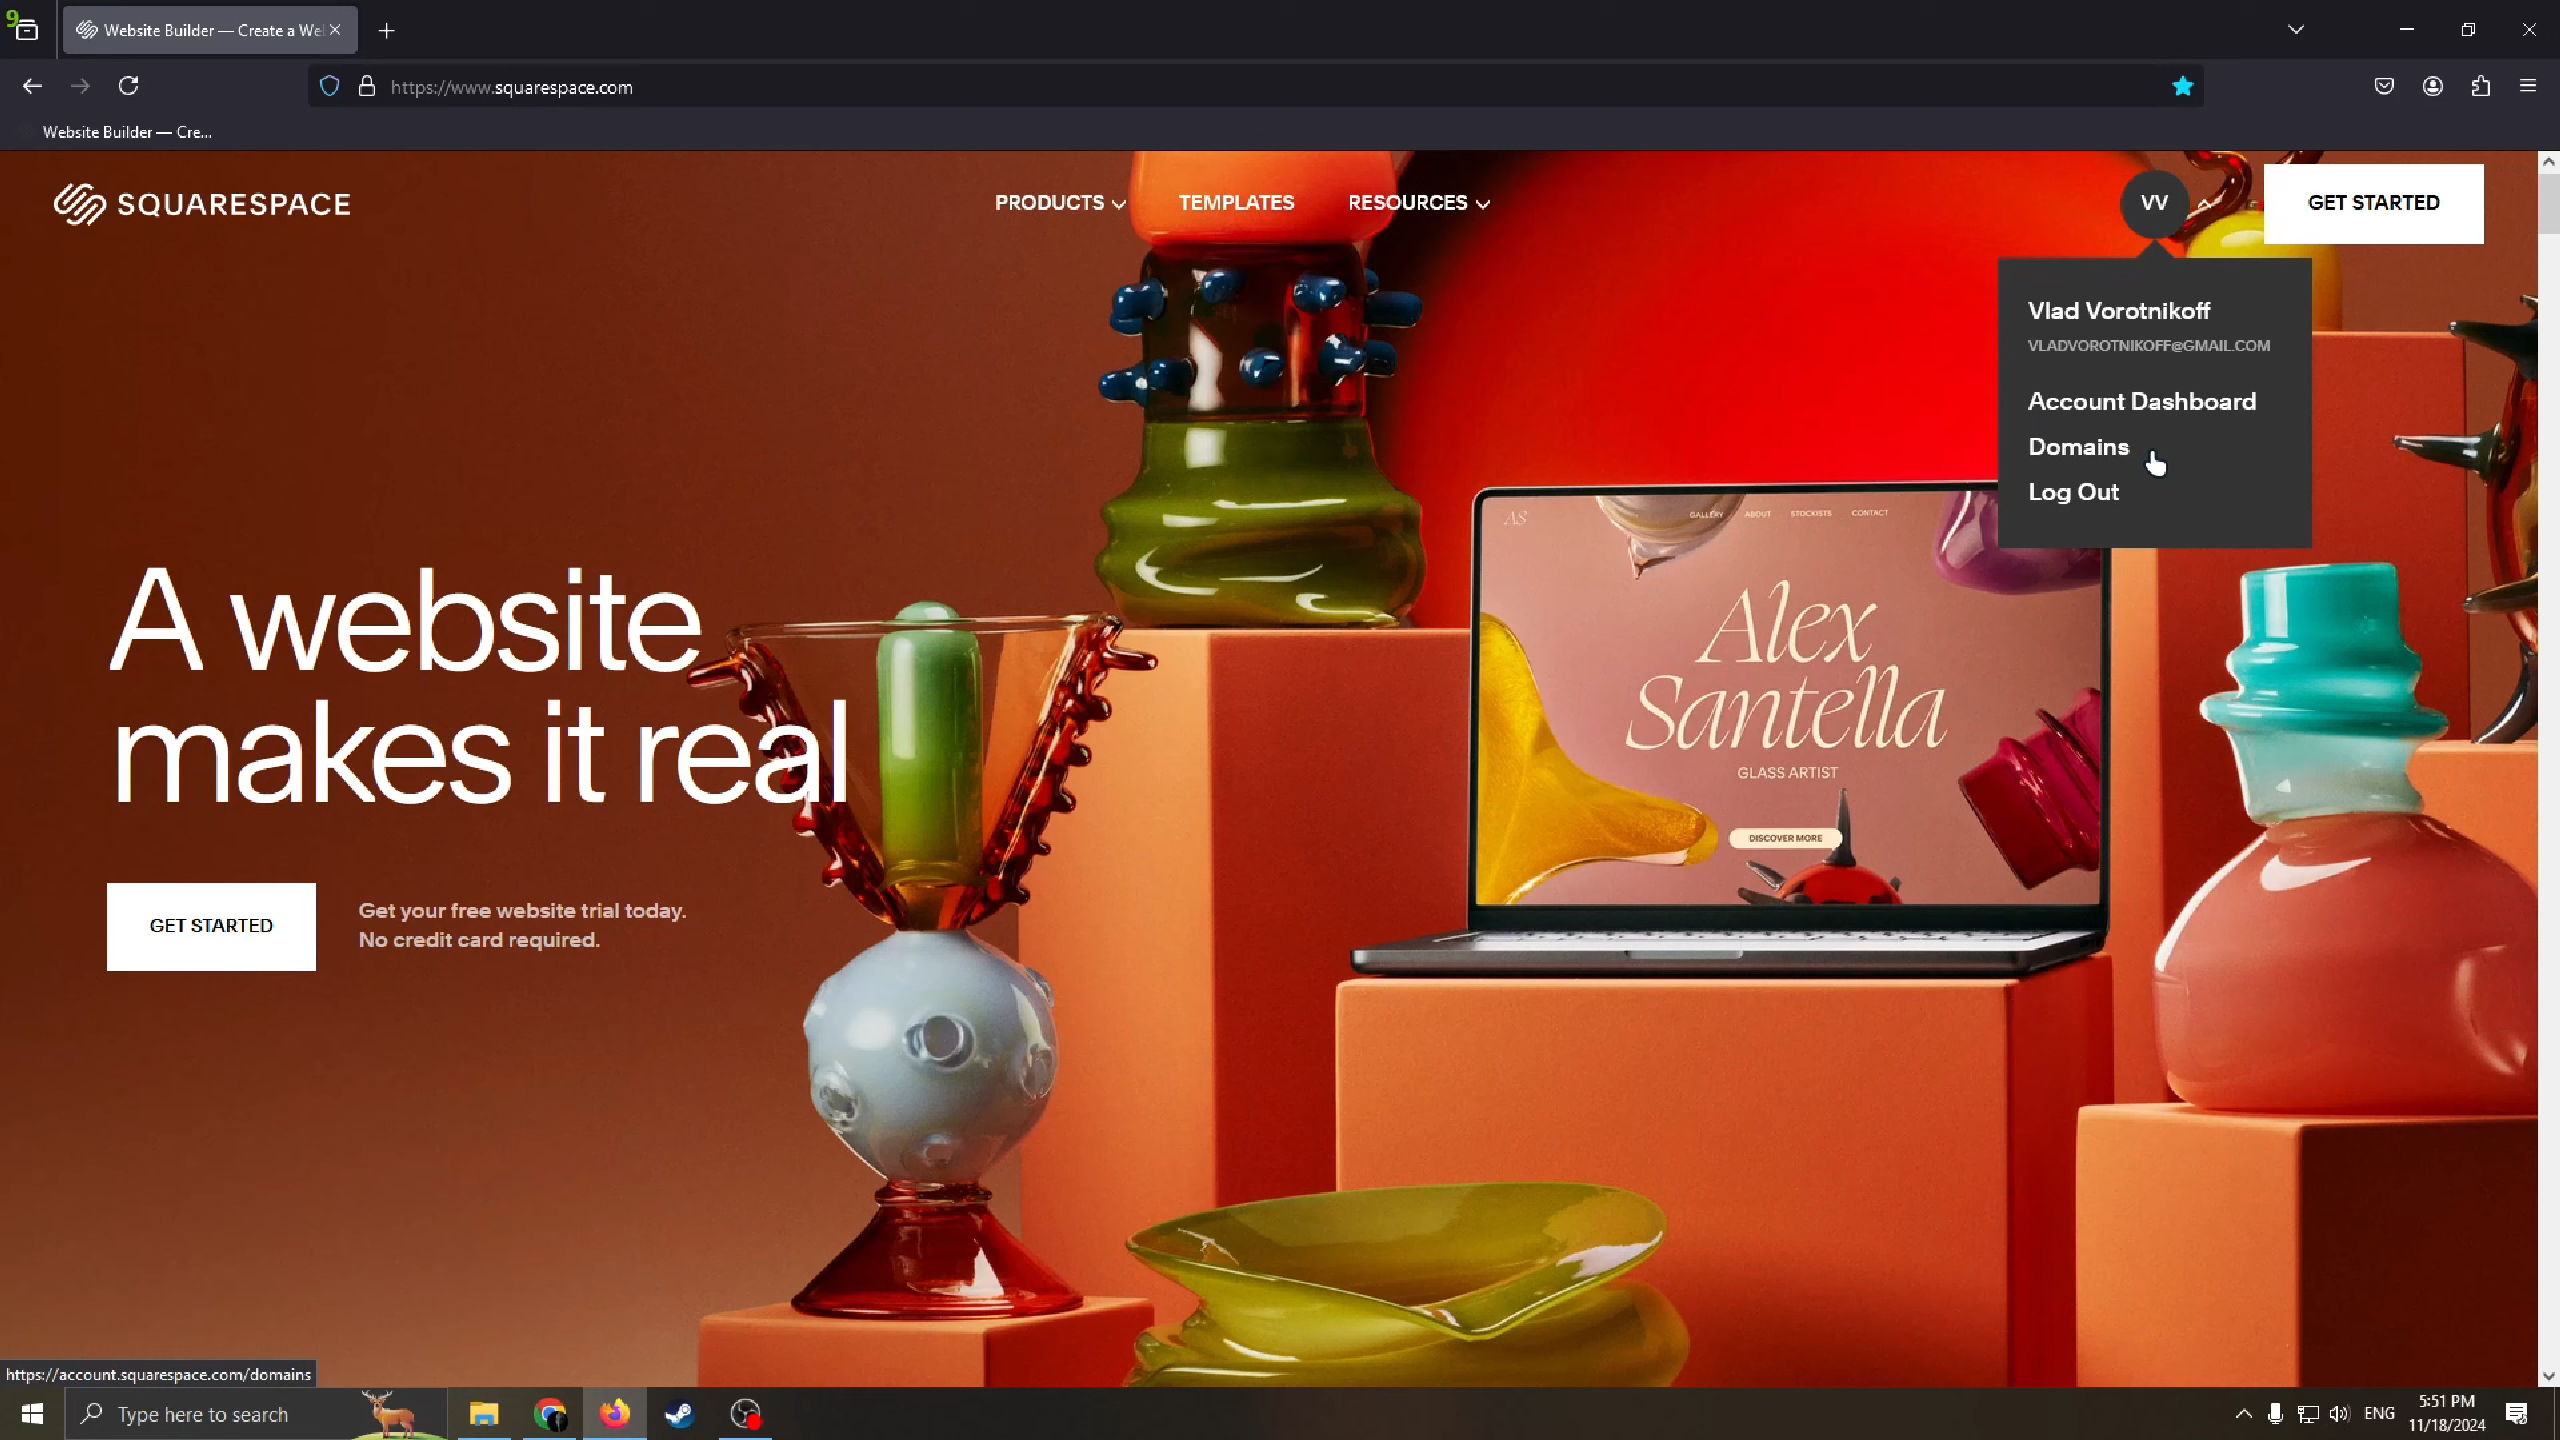 9
Website Builder — Create a We
https://www.squarespace.com
Website Builder — Cre...
SQUARESPACE
PRODUCTS
TEMPLATES
RESOURCES
VV
GET STARTED
Vlad Vorotnikoff
VLADVOROTNIKOFF@GMAIL.COM
Account Dashboard
Domains
Log Out
A website
makes it real
GET STARTED
Get your free website trial today.
No credit card required.
AS
GALLERY
ABOUT
STOCKISTS
CONTACT
Alex
Santella
GLASS ARTIST
DISCOVER MORE
https://account.squarespace.com/domains
Type here to search
ENG
5:51 PM
11/18/2024